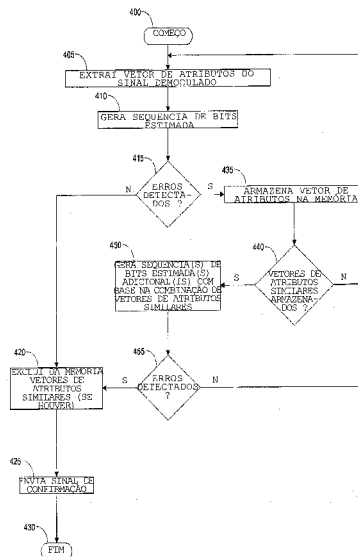 400
COMEÇO
405
EXTRAI VETOR DE ATRIBUTOS DO
SINAL DEMODULADO
410
GERA SEQUENCIA DE BITS
ESTIMADA
415
ERROS
DETECTA-
DOS ?
N
S
435
ARMAZENA VETOR DE
ATRIBUTOS NA MEMÓRIA
440
VETORES DE
ATRIBUTOS
SIMILARES
ARMAZENA-
DOS ?
S
N
450
GERA SEQUÊNCIA(S) DE
BITS ESTIMADA(S)
ADICIONAL(IS) COM
BASE NA COMBINAÇÃO DE
VETORES DE ATRIBUTOS
SIMILARES
455
ERROS
DETECTADOS
?
S
N
420
EXCLUI DA MEMÓRIA
VETORES DE
ATRIBUTOS
SIMILARES (SE
HOUVER)
425
ENVIA SINAL DE
CONFIRMAÇÃO
430
FIM